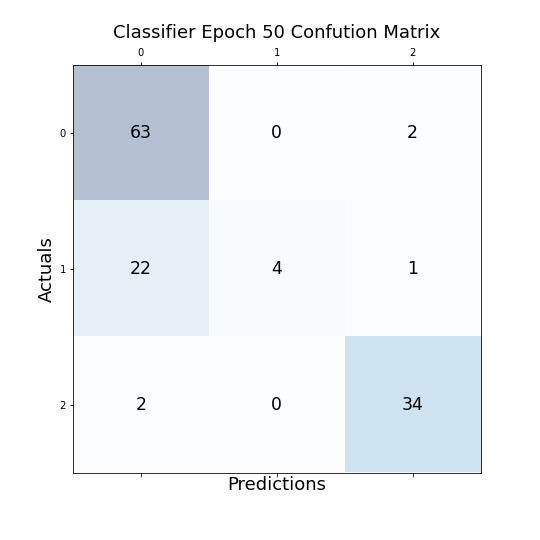 Classifier Epoch 50 Confution Matrix
0 1 2
0 63 0 2
1 22 4 1
2 2 0 34
Actuals
Predictions